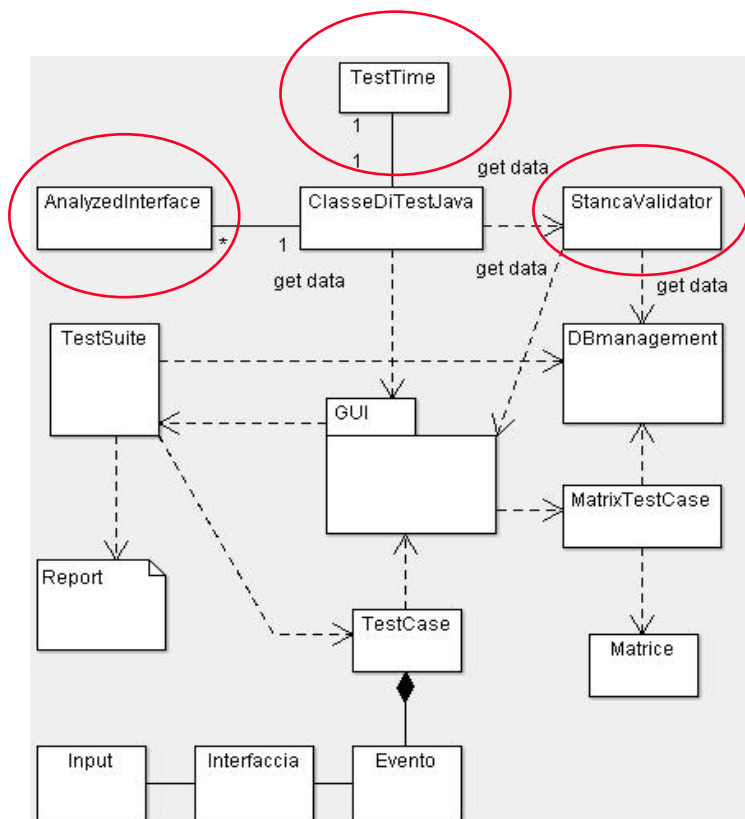 TestTime
1
1
get data
AnalyzedInterface
ClasseDiTestJava
StancaValidator
*
1
get data
get data
get data
TestSuite
DBmanagement
GUI
MatrixTestCase
Report
TestCase
Matrice
Input
Interfaccia
Evento